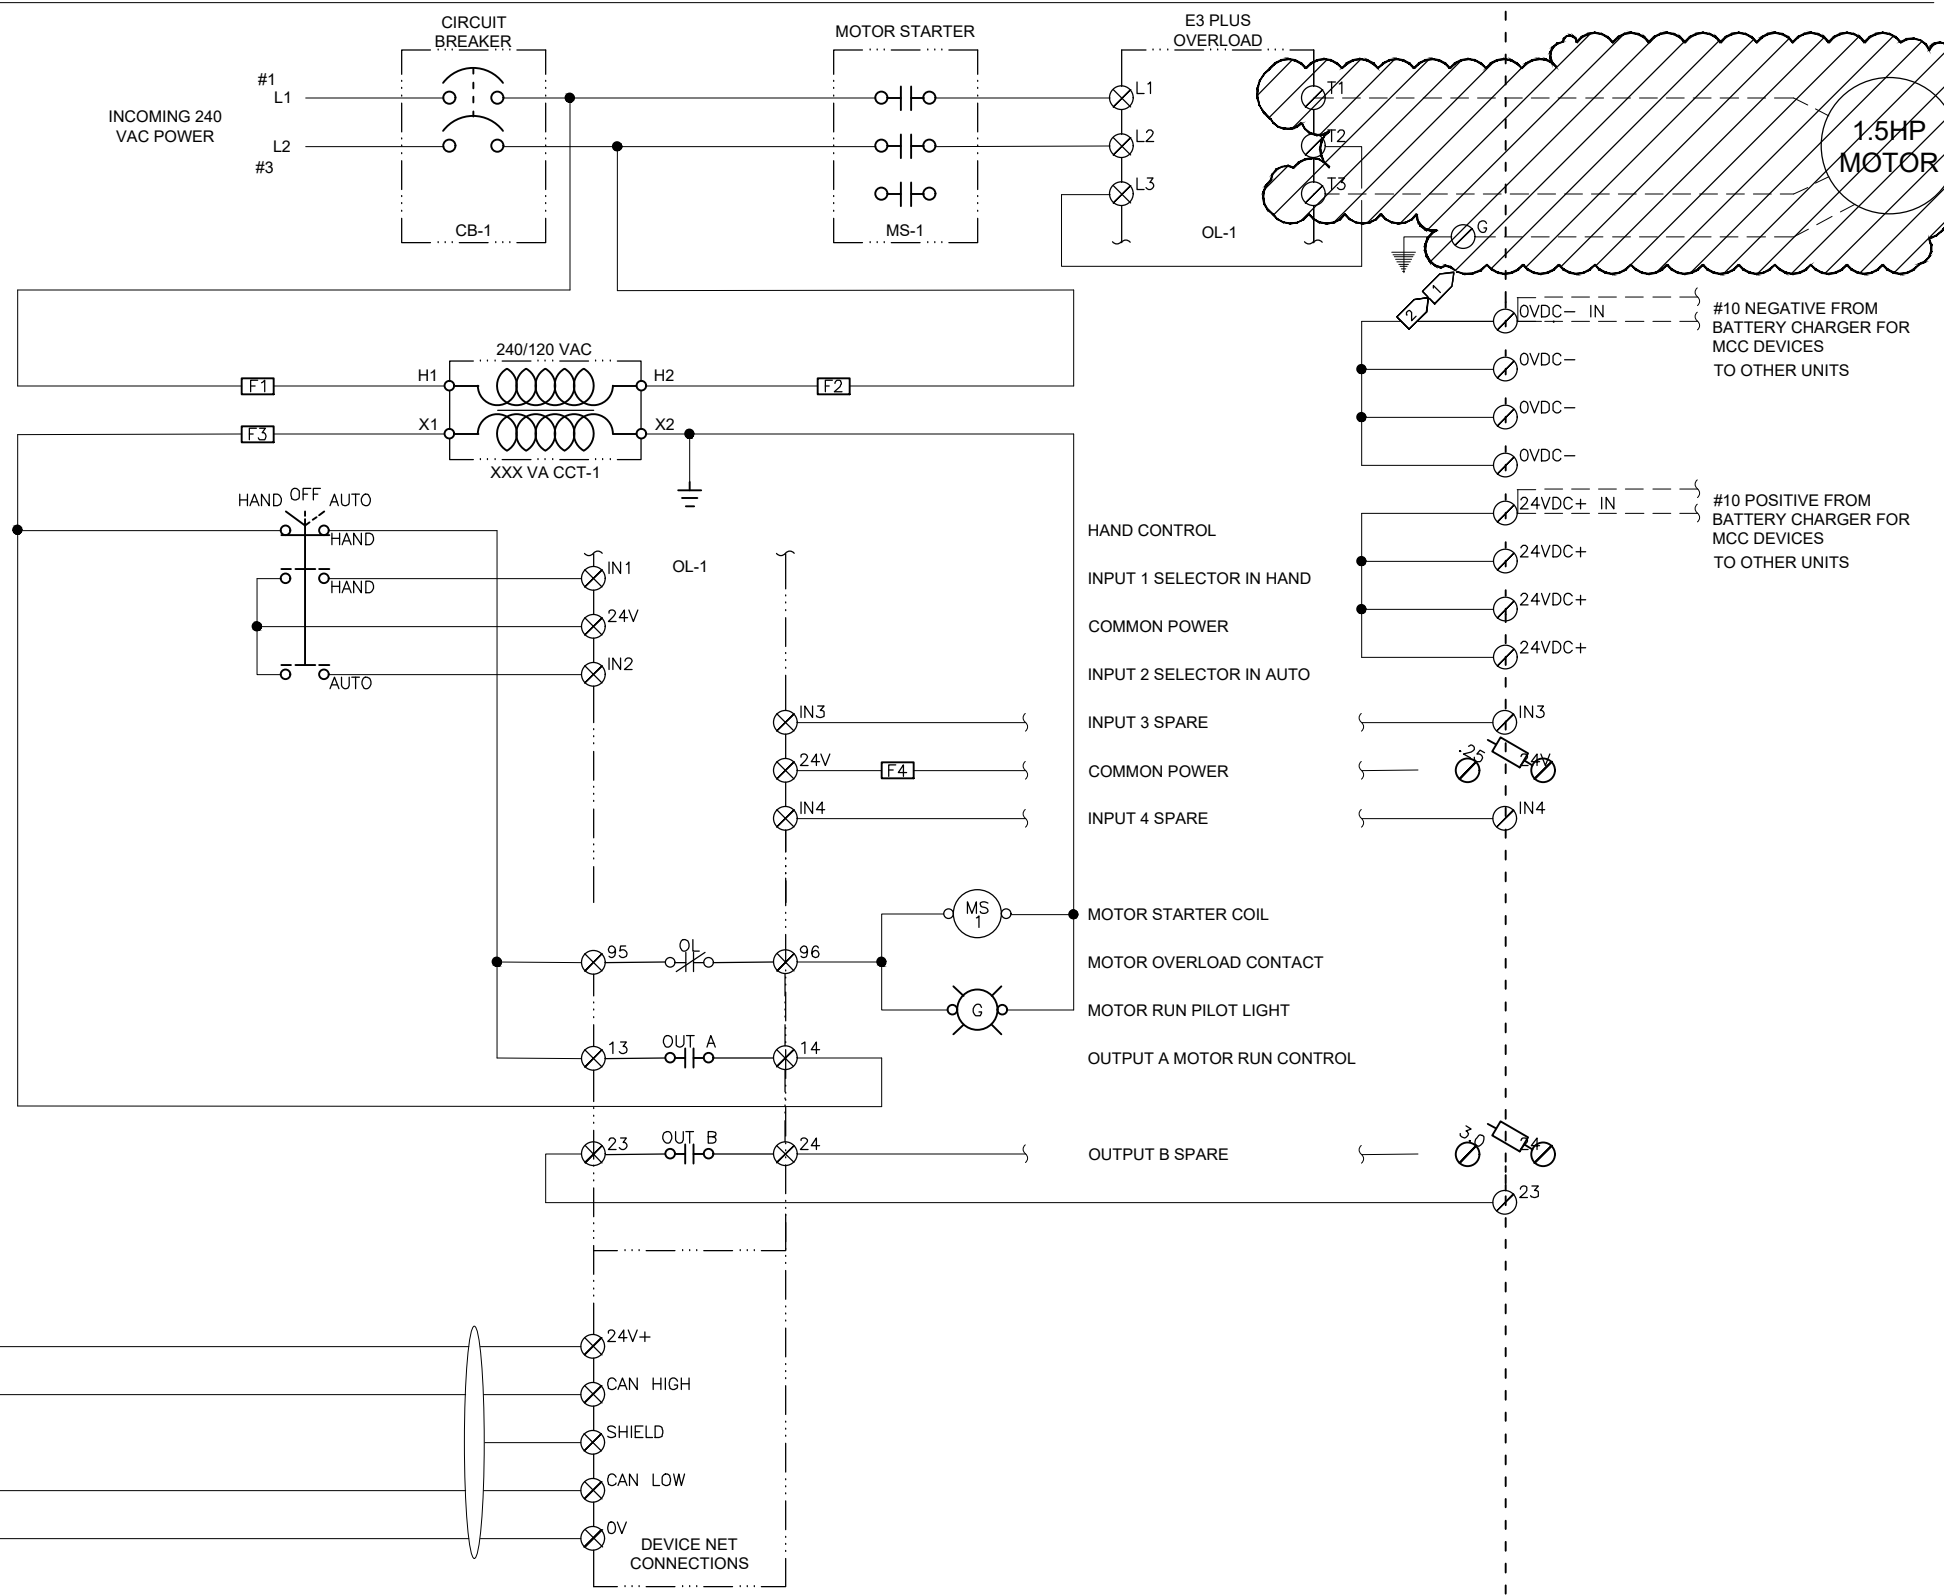 CIRCUIT
BREAKER
MOTOR STARTER
E3 PLUS
OVERLOAD
#1
L1
INCOMING 240
VAC POWER
L2
#3
CB-1
MS-1
L1
L2
L3
OL-1
T1
T2
T3
G
1.5HP
MOTOR
1
2
240/120 VAC
H1
H2
F1
F2
X1
X2
F3
XXX VA CCT-1
0VDC- IN
#10 NEGATIVE FROM
BATTERY CHARGER FOR
MCC DEVICES
0VDC-
TO OTHER UNITS
0VDC-
0VDC-
24VDC+ IN
#10 POSITIVE FROM
BATTERY CHARGER FOR
MCC DEVICES
24VDC+
TO OTHER UNITS
24VDC+
24VDC+
HAND OFF AUTO
HAND
HAND CONTROL
HAND
IN1
OL-1
INPUT 1 SELECTOR IN HAND
24V
COMMON POWER
AUTO
IN2
INPUT 2 SELECTOR IN AUTO
IN3
INPUT 3 SPARE
IN3
24V
F4
COMMON POWER
.25
24V
IN4
INPUT 4 SPARE
IN4
MS
1
MOTOR STARTER COIL
95
OL
96
MOTOR OVERLOAD CONTACT
G
MOTOR RUN PILOT LIGHT
13
OUT A
14
OUTPUT A MOTOR RUN CONTROL
23
OUT B
24
OUTPUT B SPARE
3.0
24
23
24V+
CAN HIGH
SHIELD
CAN LOW
0V
DEVICE NET
CONNECTIONS